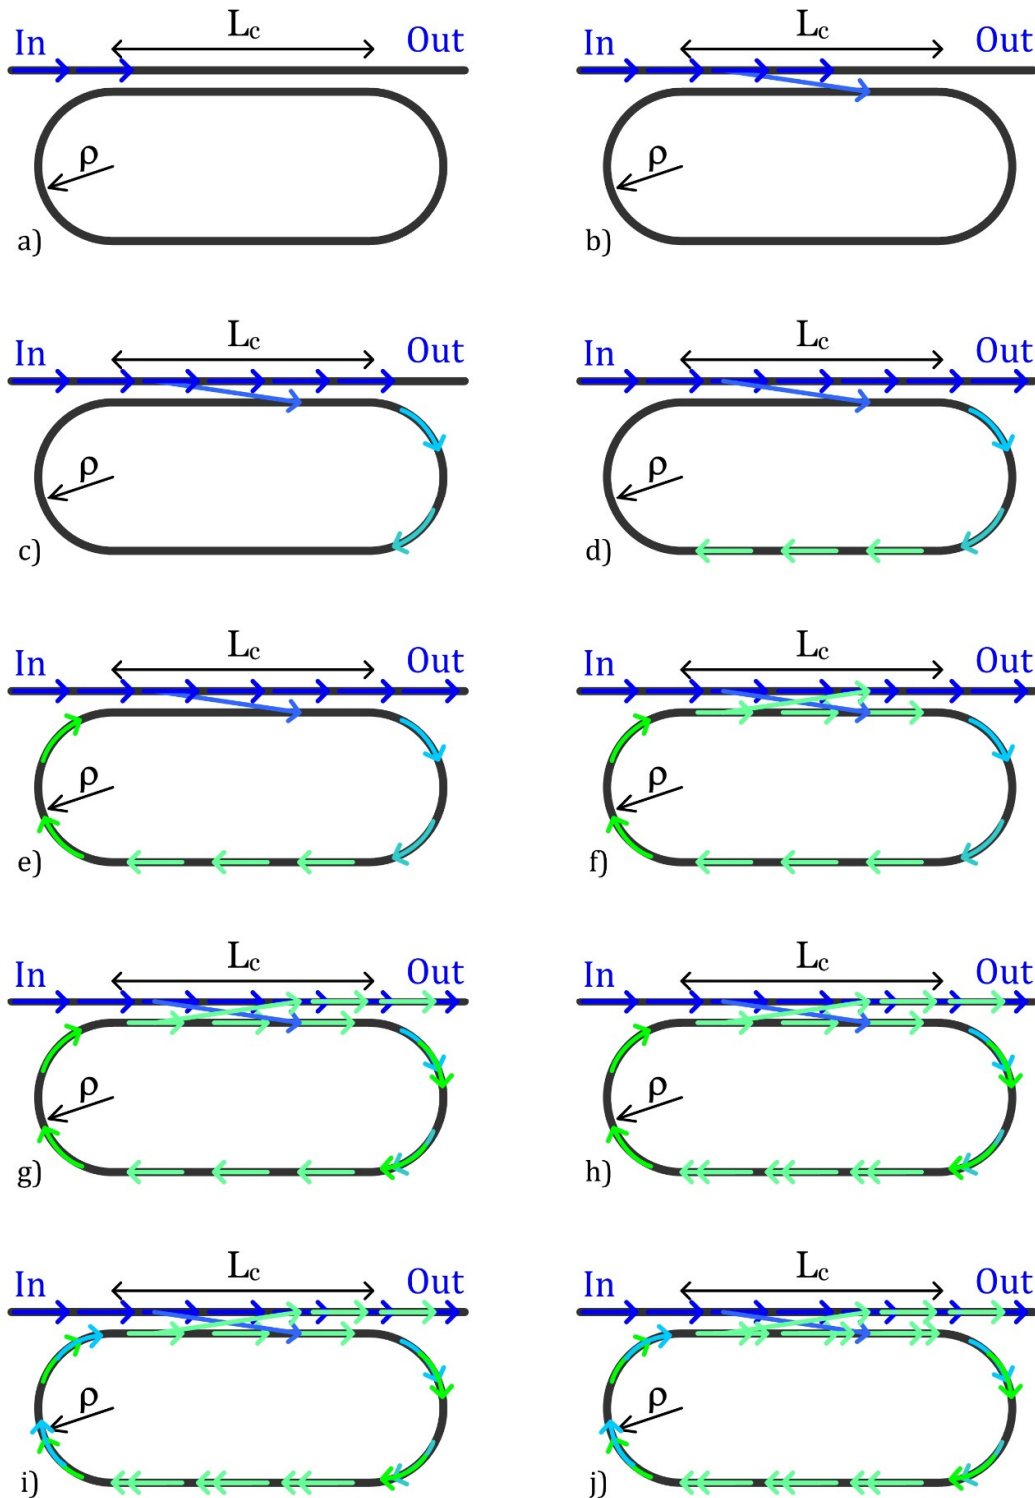 In Lc Out
ρ
a)
In Lc Out
ρ
b)
In Lc Out
ρ
c)
In Lc Out
ρ
d)
In Lc Out
ρ
e)
In Lc Out
ρ
f)
In Lc Out
ρ
g)
In Lc Out
ρ
h)
In Lc Out
ρ
i)
In Lc Out
ρ
j)